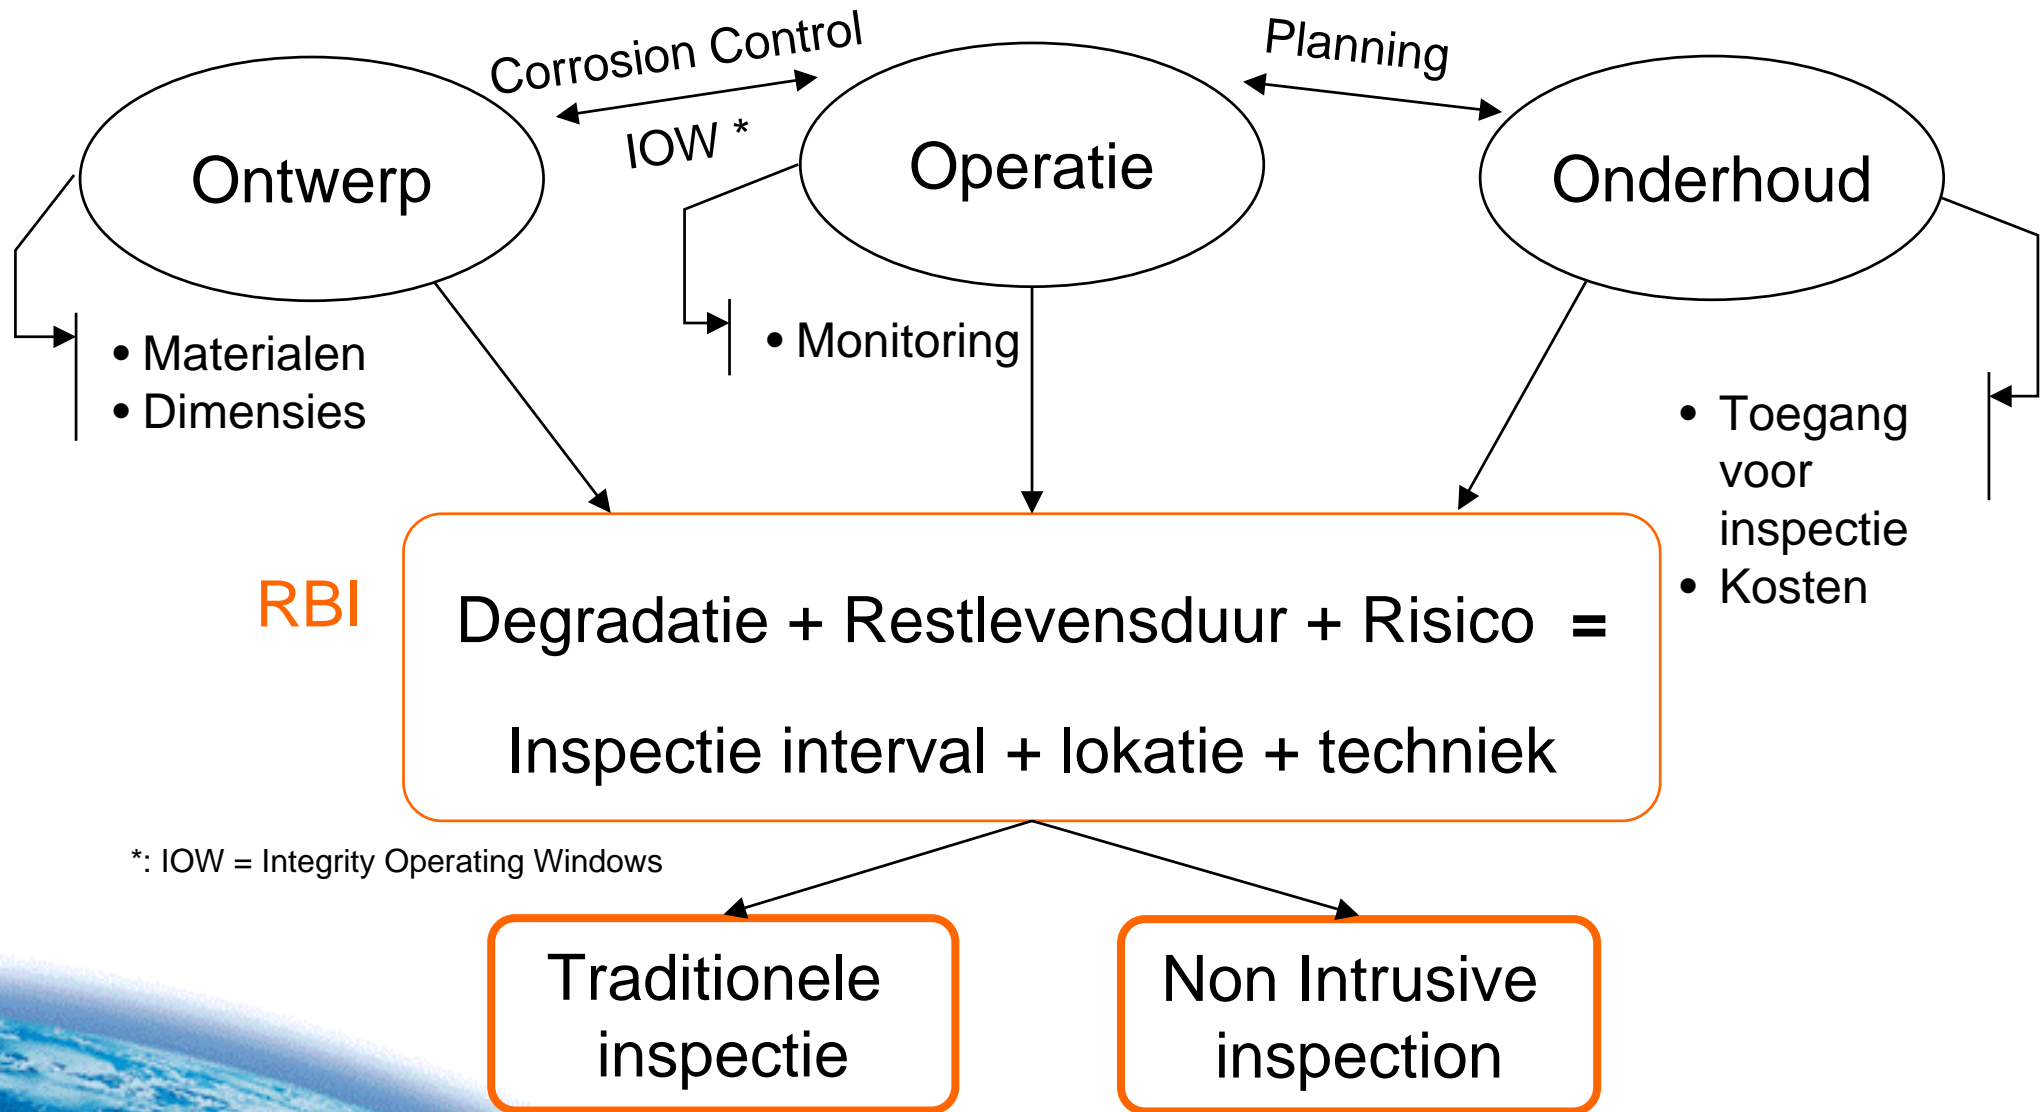 Corrosion Control
Planning
IOW *
Ontwerp
Operatie
Onderhoud
• Materialen
• Dimensies
• Monitoring
• Toegang
voor
inspectie
• Kosten
RBI
Degradatie + Restlevensduur + Risico =
Inspectie interval + lokatie + techniek
*: IOW = Integrity Operating Windows
Traditionele
inspectie
Non Intrusive
inspection